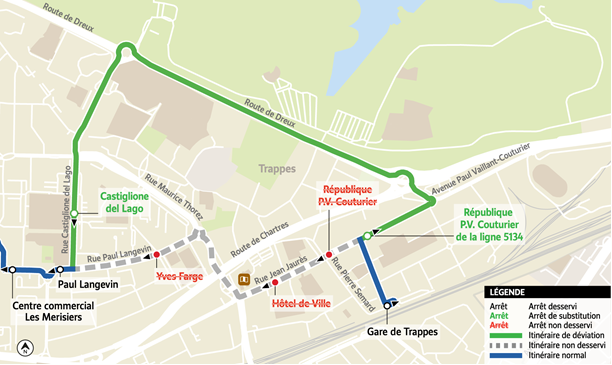 Route de Dreux
Route de Dreux
Trappes
Avenue Paul Vaillant-Couturier
Rue Maurice Thorez
Rue Castiglione del Lago
Castiglione
del Lago
République
P.V. Couturier
République
P.V. Couturier
de la ligne 5134
Route de Chartres
Rue Paul Langevin
Yves Farge
Rue Jean Jaurès
Rue Pierre Semard
Hôtel de Ville
Paul Langevin
Centre commercial
Les Merisiers
Gare de Trappes
N
LÉGENDE
Arrêt Arrêt desservi
Arrêt Arrêt de substitution
Arrêt Arrêt non desservi
Itinéraire de déviation
Itinéraire non desservi
Itinéraire normal